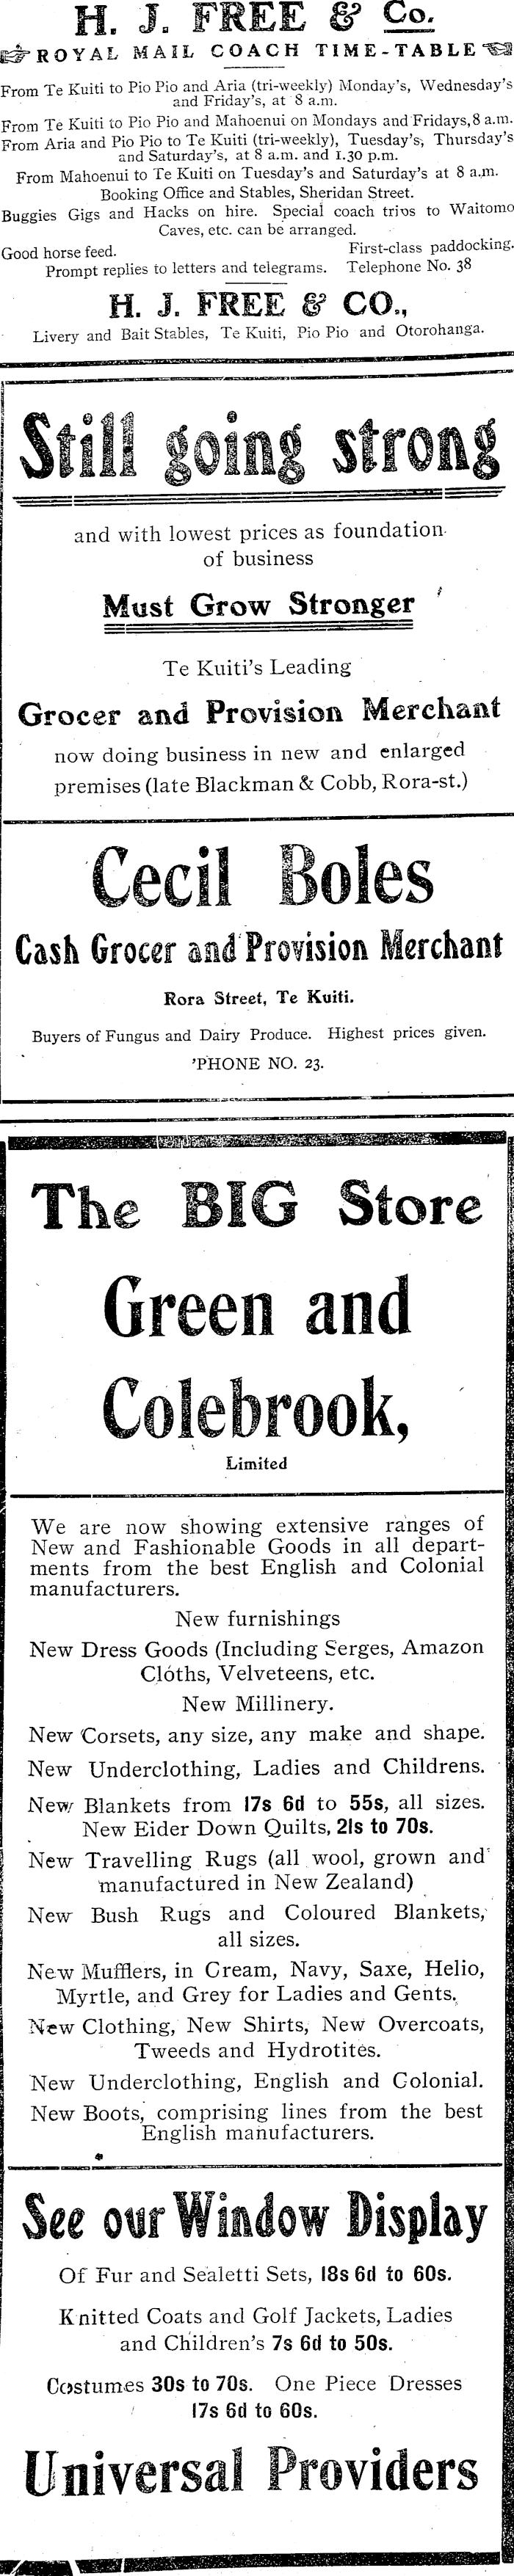 H. J. FREE & Co.
ROYAL MAIL COACH TIME-TABLE
From Te Kuiti to Pio Pio and Aria (tri-weekly) Monday's, Wednesday's
and Friday's, at 8 a.m.
From Te Kuiti to Pio Pio and Mahoenui on Mondays and Fridays, 8 a.m.
From Aria and Pio Pio to Te Kuiti (tri-weekly), Tuesday's, Thursday's
and Saturday's, at 8 a.m. and 1.30 p.m.
From Mahoenui to Te Kuiti on Tuesday's and Saturday's at 8 a.m.
Booking Office and Stables, Sheridan Street.
Buggies Gigs and Hacks on hire. Special coach trips to Waitomo
Caves, etc. can be arranged.
Good horse feed. First-class paddocking.
Prompt replies to letters and telegrams. Telephone No. 38
H. J. FREE & CO.,
Livery and Bait Stables, Te Kuiti, Pio Pio and Otorohanga.
Still going strong
and with lowest prices as foundation
of business
Must Grow Stronger
Te Kuiti's Leading
Grocer and Provision Merchant
now doing business in new and enlarged
premises (late Blackman & Cobb, Rora-st.)
Cecil Boles
Cash Grocer and Provision Merchant
Rora Street, Te Kuiti.
Buyers of Fungus and Dairy Produce. Highest prices given.
'PHONE NO. 23.
The BIG Store
Green and
Colebrook,
Limited
We are now showing extensive ranges of
New and Fashionable Goods in all depart-
ments from the best English and Colonial
manufacturers.
New furnishings
New Dress Goods (Including Serges, Amazon
Cloths, Velveteens, etc.
New Millinery.
New Corsets, any size, any make and shape.
New Underclothing, Ladies and Childrens.
New Blankets from 17s 6d to 55s, all sizes.
New Eider Down Quilts, 21s to 70s.
New Travelling Rugs (all wool, grown and
manufactured in New Zealand)
New Bush Rugs and Coloured Blankets,
all sizes.
New Mufflers, in Cream, Navy, Saxe, Helio,
Myrtle, and Grey for Ladies and Gents.
New Clothing, New Shirts, New Overcoats,
Tweeds and Hydrotites.
New Underclothing, English and Colonial.
New Boots, comprising lines from the best
English manufacturers.
See our Window Display
Of Fur and Sealetti Sets, 18s 6d to 60s.
Knitted Coats and Golf Jackets, Ladies
and Children's 7s 6d to 50s.
Costumes 30s to 70s. One Piece Dresses
17s 6d to 60s.
Universal Providers